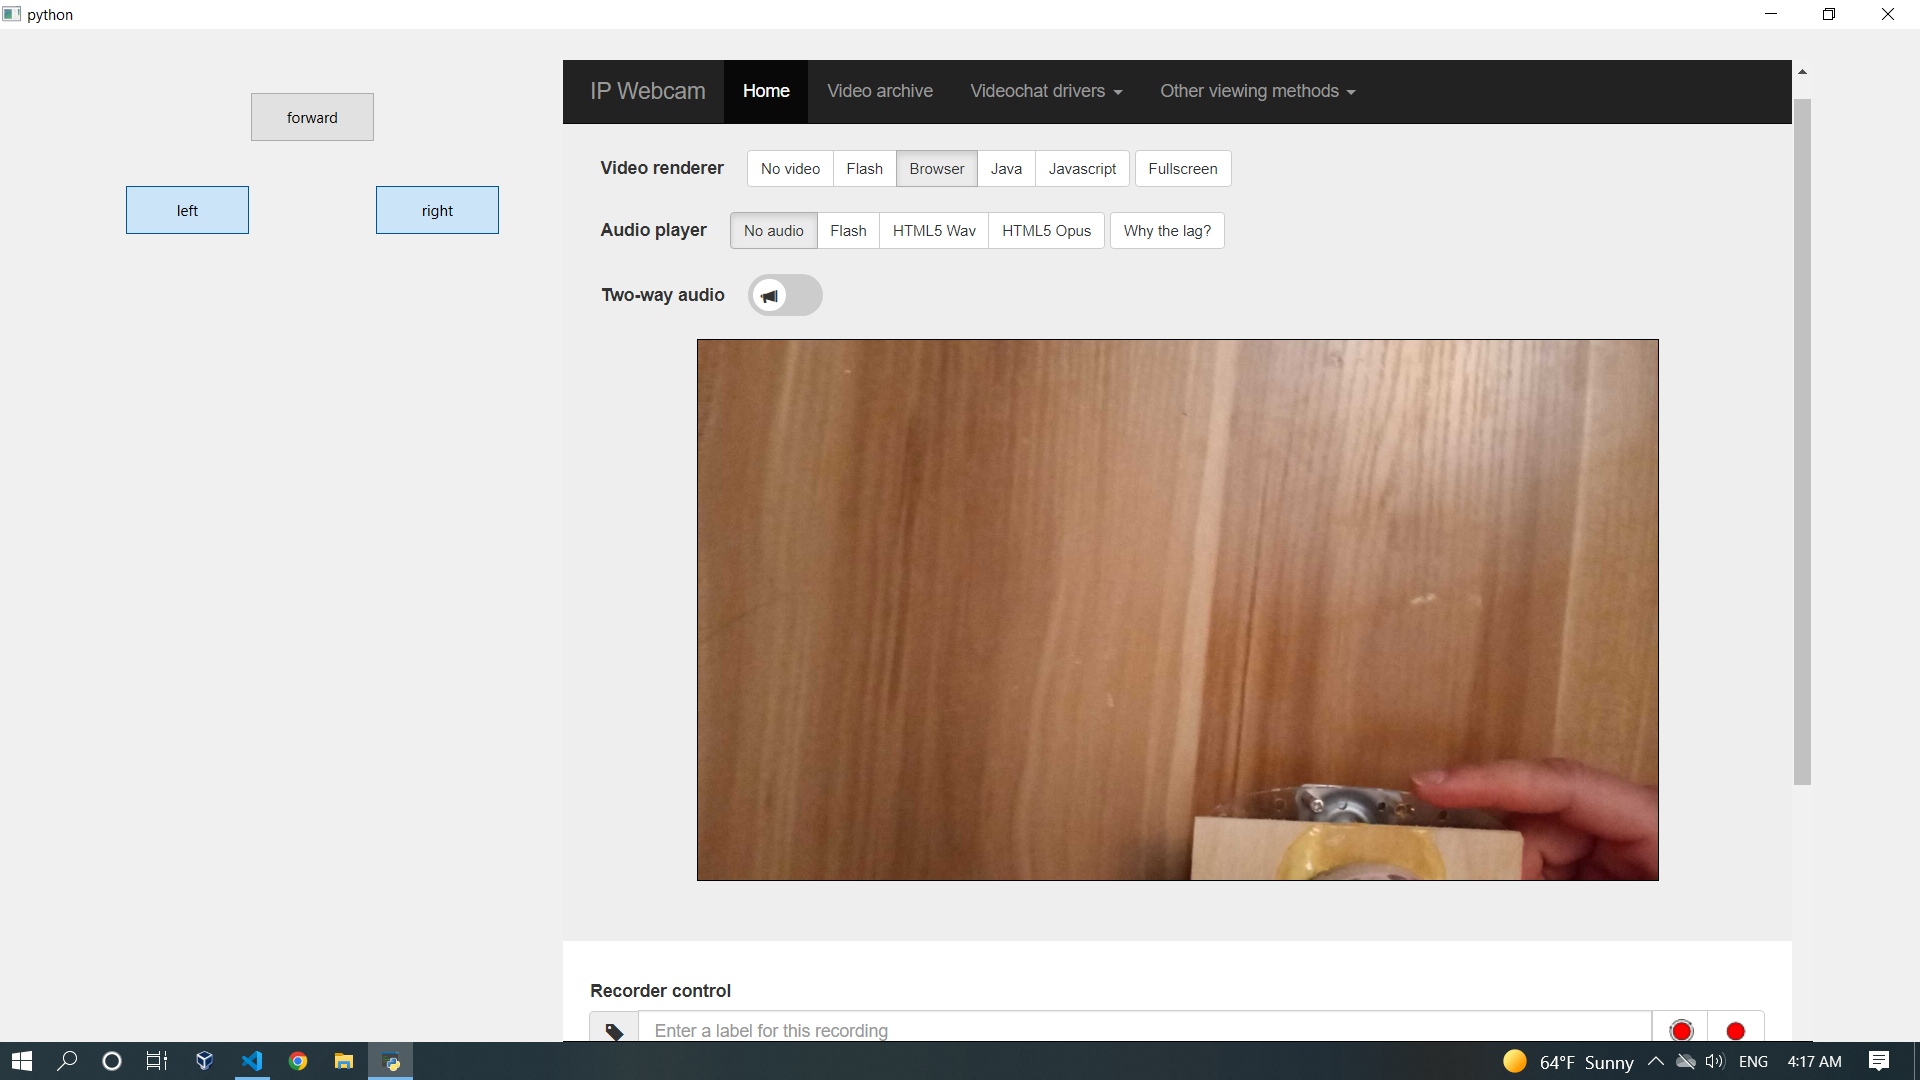 python
forward
left
right
IP Webcam Home Video archive Videochat drivers Other viewing methods
Video renderer No video Flash Browser Java Javascript Fullscreen
Audio player No audio Flash HTML5 Wav HTML5 Opus Why the lag?
Two-way audio
Recorder control
Enter a label for this recording
64°F Sunny ENG 4:17 AM